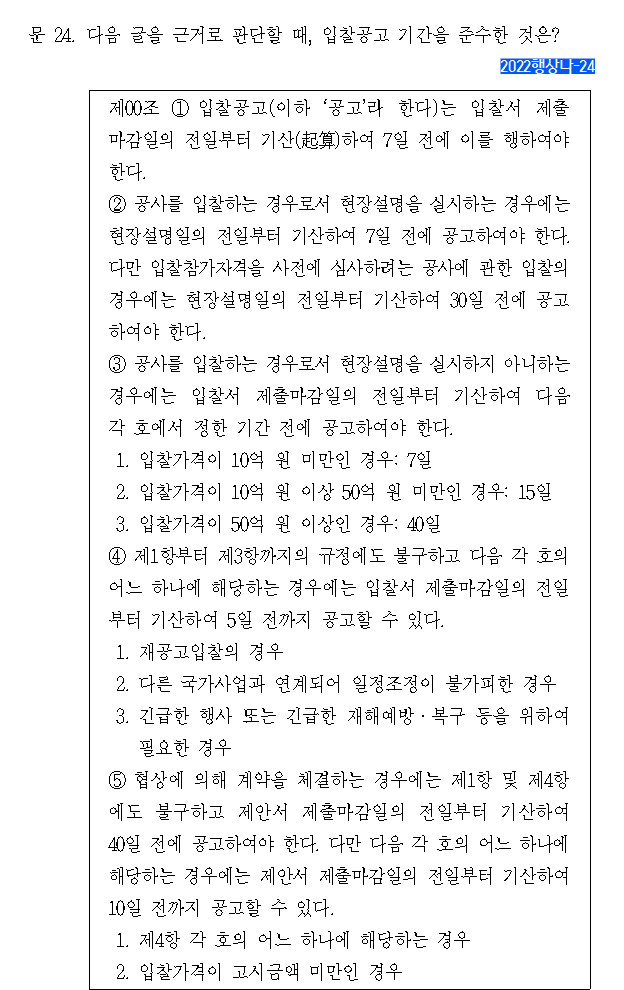 문 24. 다음 글을 근거로 판단할 때, 입찰공고 기간을 준수한 것은?
2022행상나-24
제00조 ① 입찰공고(이하 ‘공고’라 한다)는 입찰서 제출
마감일의 전일부터 기산(起算)하여 7일 전에 이를 행하여야
한다.
② 공사를 입찰하는 경우로서 현장설명을 실시하는 경우에는
현장설명일의 전일부터 기산하여 7일 전에 공고하여야 한다.
다만 입찰참가자격을 사전에 심사하려는 공사에 관한 입찰의
경우에는 현장설명일의 전일부터 기산하여 30일 전에 공고
하여야 한다.
③ 공사를 입찰하는 경우로서 현장설명을 실시하지 아니하는
경우에는 입찰서 제출마감일의 전일부터 기산하여 다음
각 호에서 정한 기간 전에 공고하여야 한다.
1. 입찰가격이 10억 원 미만인 경우: 7일
2. 입찰가격이 10억 원 이상 50억 원 미만인 경우: 15일
3. 입찰가격이 50억 원 이상인 경우: 40일
④ 제1항부터 제3항까지의 규정에도 불구하고 다음 각 호의
어느 하나에 해당하는 경우에는 입찰서 제출마감일의 전일
부터 기산하여 5일 전까지 공고할 수 있다.
1. 재공고입찰의 경우
2. 다른 국가사업과 연계되어 일정조정이 불가피한 경우
3. 긴급한 행사 또는 긴급한 재해예방·복구 등을 위하여
필요한 경우
⑤ 협상에 의해 계약을 체결하는 경우에는 제1항 및 제4항
에도 불구하고 제안서 제출마감일의 전일부터 기산하여
40일 전에 공고하여야 한다. 다만 다음 각 호의 어느 하나에
해당하는 경우에는 제안서 제출마감일의 전일부터 기산하여
10일 전까지 공고할 수 있다.
1. 제4항 각 호의 어느 하나에 해당하는 경우
2. 입찰가격이 고시금액 미만인 경우